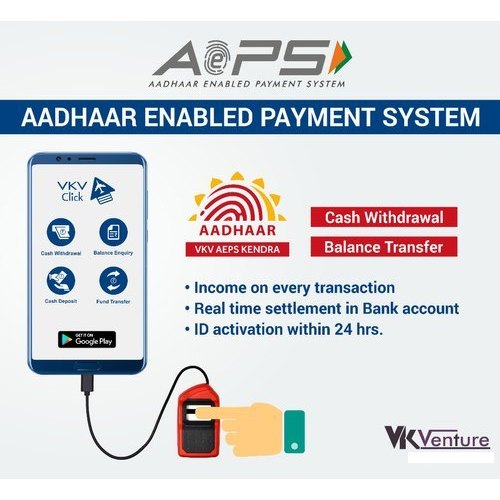 AePS
AADHAAR ENABLED PAYMENT SYSTEM
AADHAAR ENABLED PAYMENT SYSTEM
VKV
Click
Cash Withdrawal
Balance Enquiry
Cash Deposit
Fund Transfer
GET IT ON
Google Play
AADHAAR
VKV AEPS KENDRA
Cash Withdrawal
Balance Transfer
• Income on every transaction
• Real time settlement in Bank account
• ID activation within 24 hrs.
VKVenture